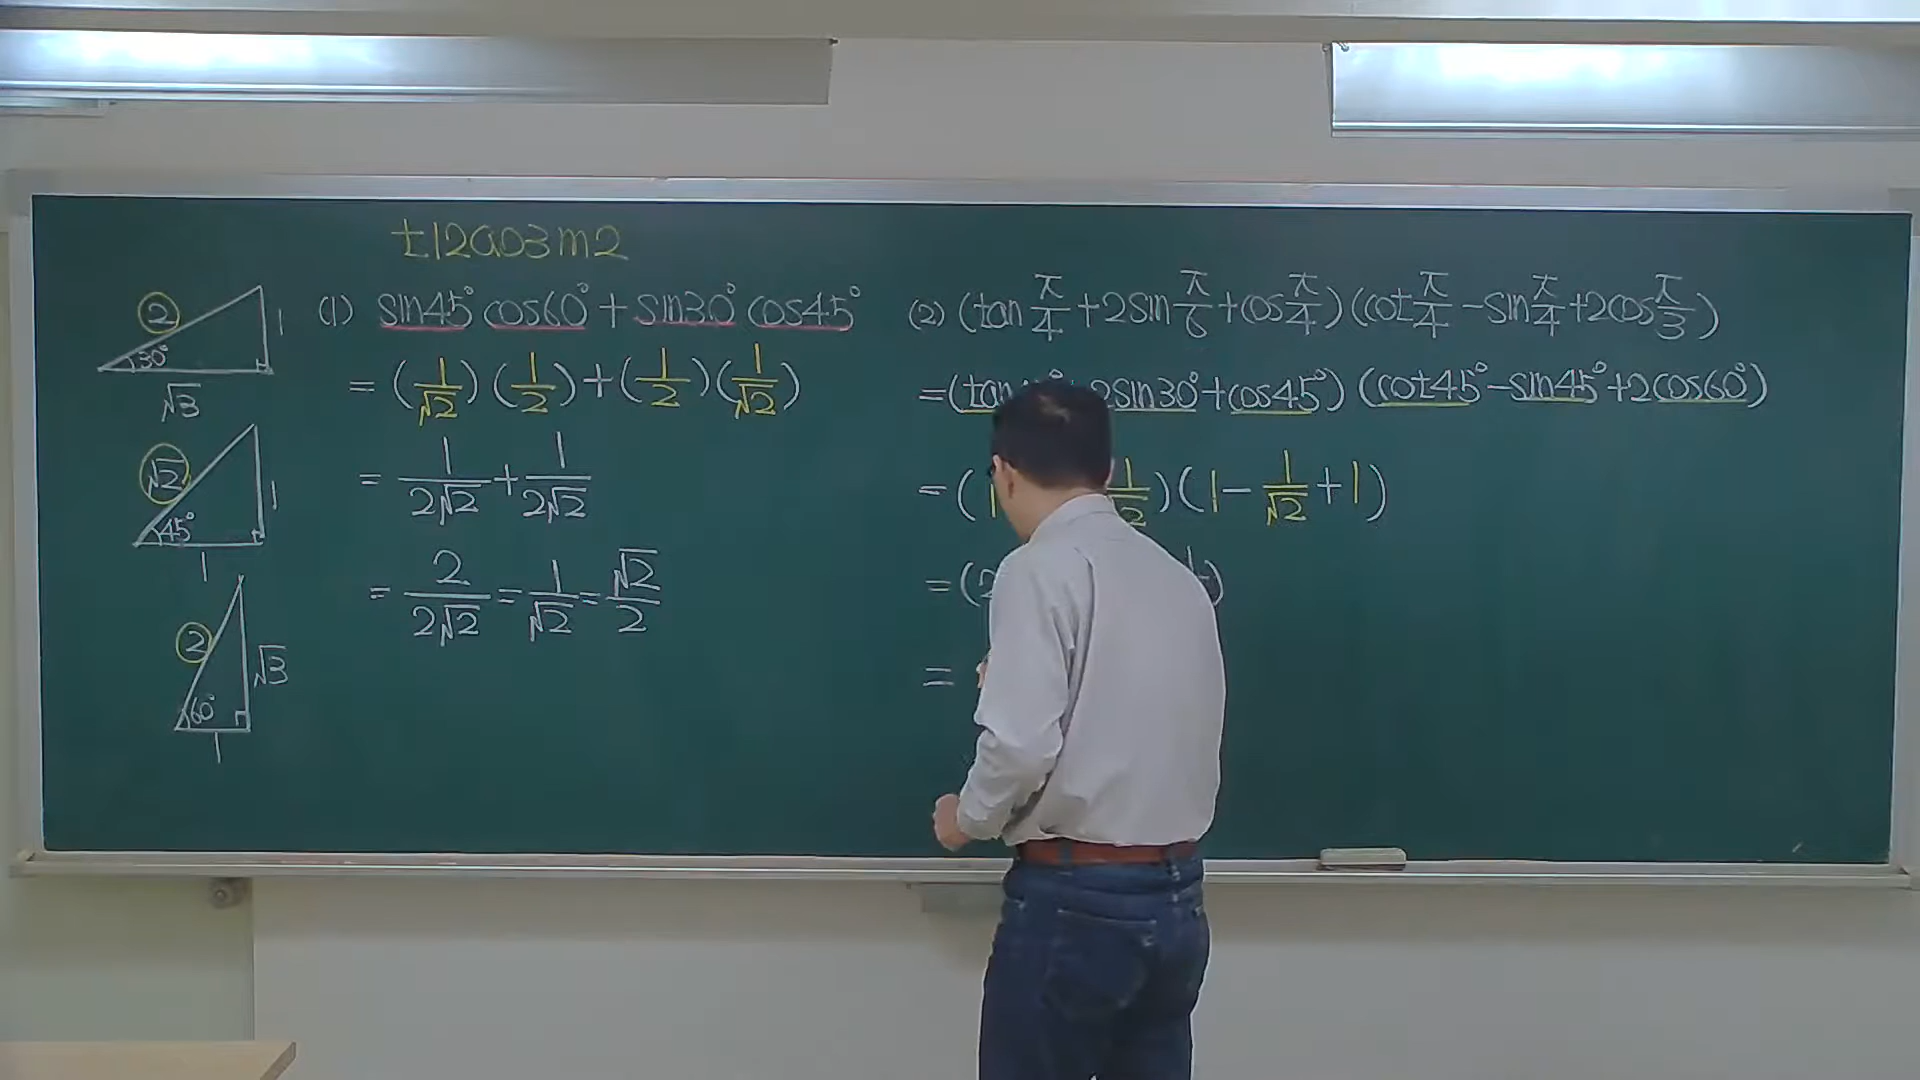 t12a03m2
2
30°
1
√3
√2
45°
1
1
2
60°
√3
1
(1) sin45° cos60° + sin30° cos45°
= (1/√2) (1/2) + (1/2) (1/√2)
= 1/2√2 + 1/2√2
= 2/2√2 = 1/√2 = √2/2
(2) (tan π/4 + 2sin π/6 + cos π/4) (cot π/4 - sin π/4 + 2cos π/3)
= (tan 2sin30° + cos45°) (cot45° - sin45° + 2cos60°)
= (1 ) (1 - 1/√2 + 1)
= (2 )
=